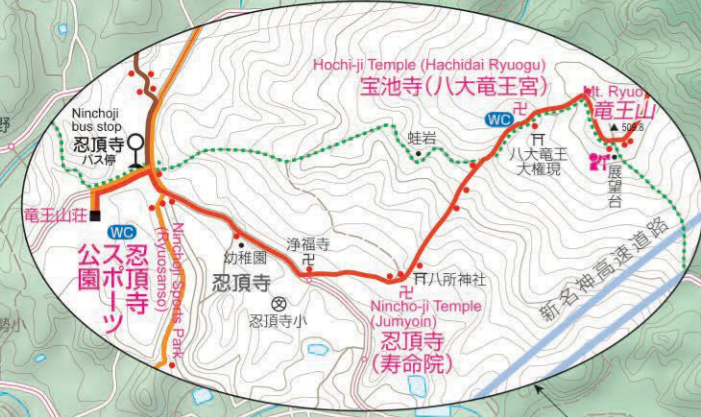 Hochi-ji Temple (Hachidai Ryuogu)
宝池寺(八大竜王宮)
Mt. Ryuo
竜王山
509.8
Ninchoji
bus stop
忍頂寺
バス停
野
WC
蛙岩
八大竜王
大権現
展望
台
竜王山荘
WC
忍頂寺
スポーツ
公園
Ninchoji Sports Park
(Ryuosanso)
幼稚園
浄福寺
忍頂寺
忍頂寺小
八所神社
Nincho-ji Temple
(Jumyoin)
忍頂寺
(寿命院)
新名神高速道路
勢小